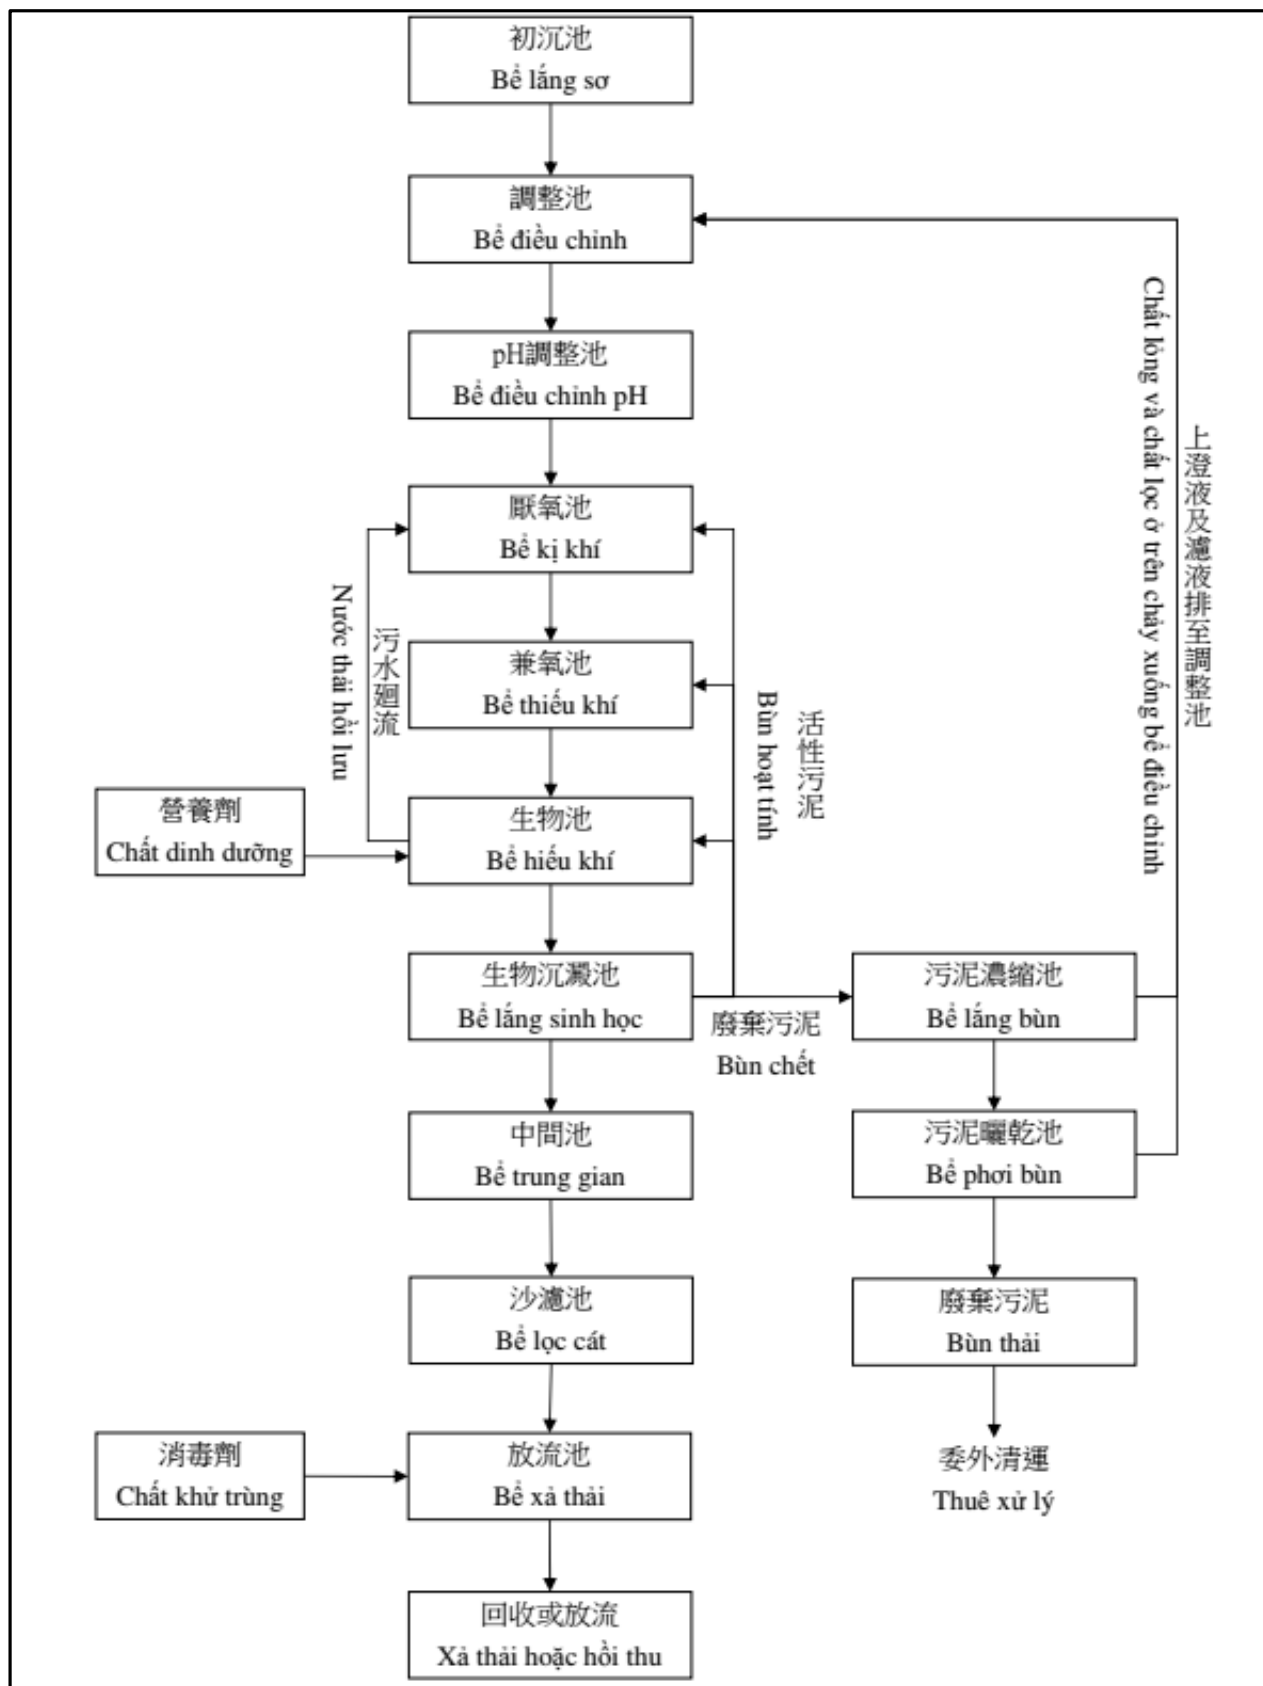 初沉池
Bể lắng sơ
調整池
Bể điều chỉnh
pH調整池
Bể điều chỉnh pH
厭氧池
Bể kị khí
兼氧池
Bể thiếu khí
污水迴流
Nước thải hồi lưu
活性污泥
Bùn hoạt tính
上澄液及濾液排至調整池
Chất lỏng và chất lọc ở trên chảy xuống bể điều chỉnh
營養劑
Chất dinh dưỡng
生物池
Bể hiếu khí
生物沉澱池
Bể lắng sinh học
廢棄污泥
Bùn chết
污泥濃縮池
Bể lắng bùn
中間池
Bể trung gian
污泥曬乾池
Bể phơi bùn
沙濾池
Bể lọc cát
廢棄污泥
Bùn thải
消毒劑
Chất khử trùng
放流池
Bể xả thải
委外清運
Thuê xử lý
回收或放流
Xả thải hoặc hồi thu